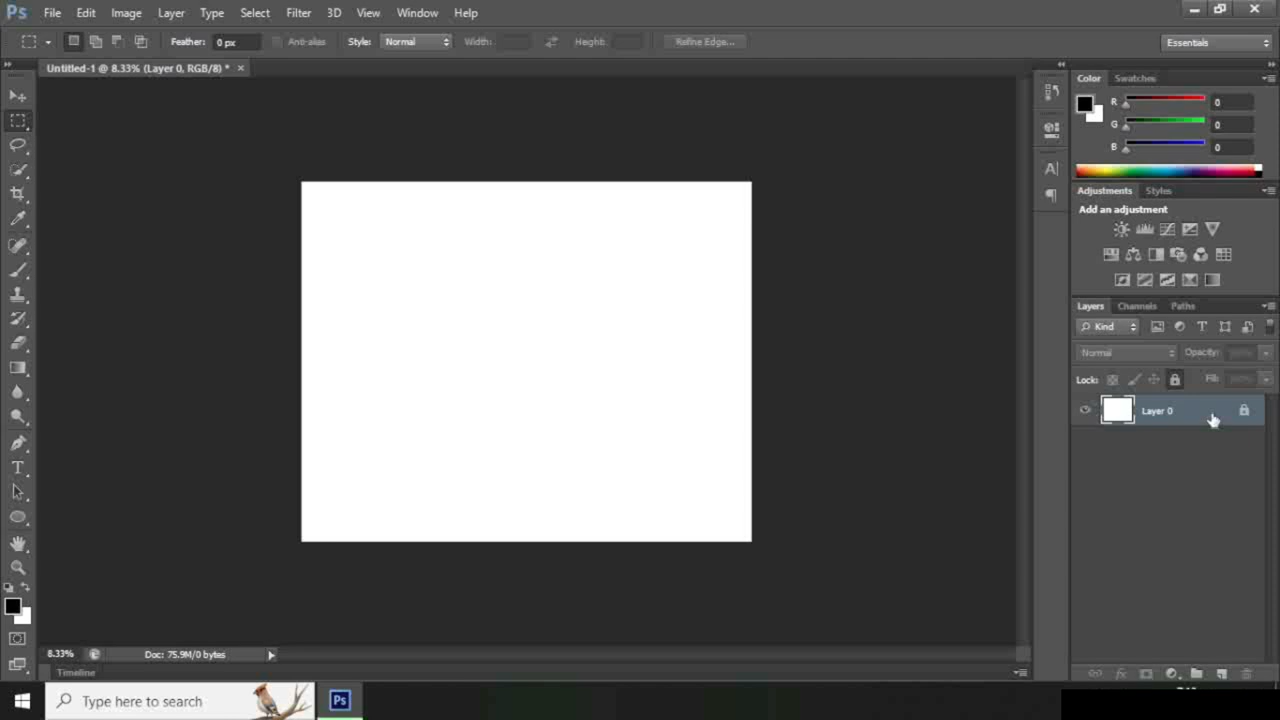 Ps File Edit Image Layer Type Select Filter 3D View Window Help
Feather: 0 px Anti-alias Style: Normal Width: Height: Refine Edge... Essentials
Untitled-1 @ 8.33% (Layer 0, RGB/8) * ×
Color Swatches
R 0
G 0
B 0
Adjustments Styles
Add an adjustment
Layers Channels Paths
Kind
Normal Opacity:
Lock: Fill:
Layer 0
8.33% Doc: 75.9M/0 bytes
Timeline
Type here to search Ps